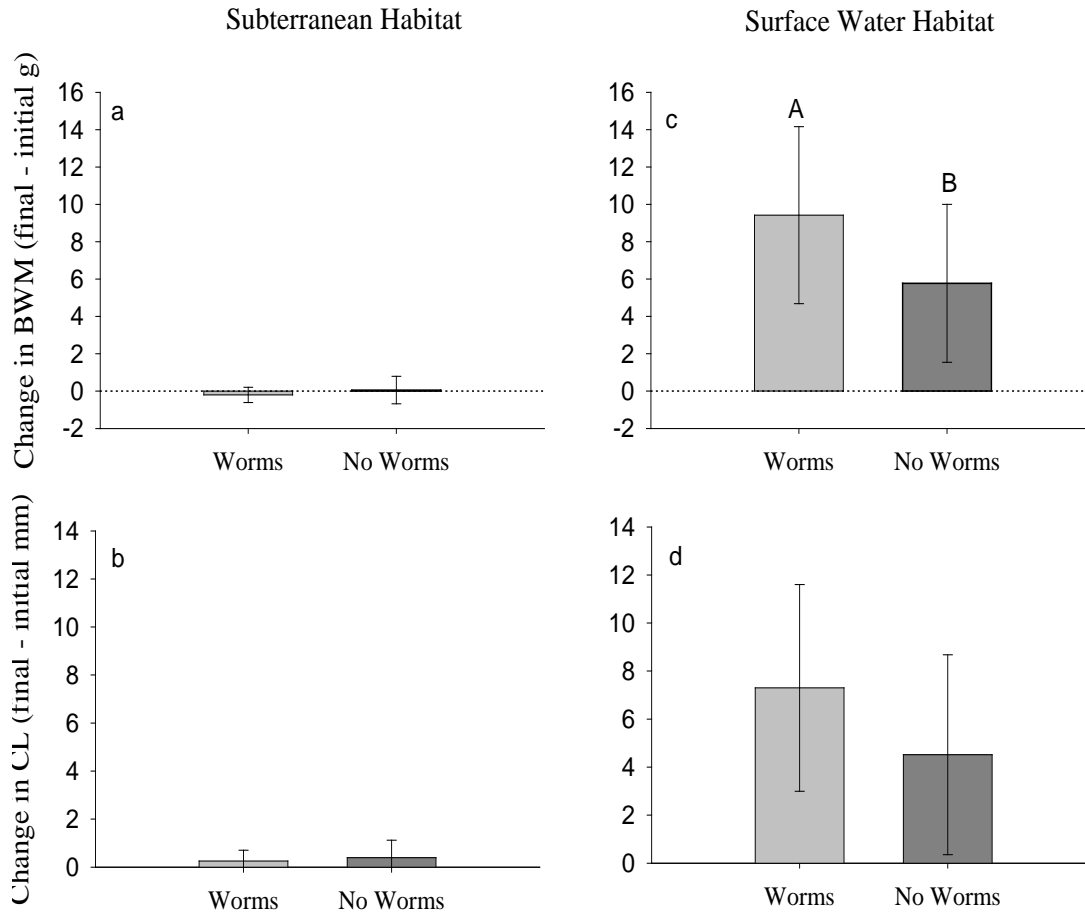 Subterranean Habitat
Surface Water Habitat
Change in BWM (final - initial g)
16
14
12
10
8
6
4
2
0
-2
a
Worms
No Worms
16
14
12
10
8
6
4
2
0
-2
c
A
B
Worms
No Worms
Change in CL (final - initial mm)
14
12
10
8
6
4
2
0
b
Worms
No Worms
14
12
10
8
6
4
2
0
d
Worms
No Worms